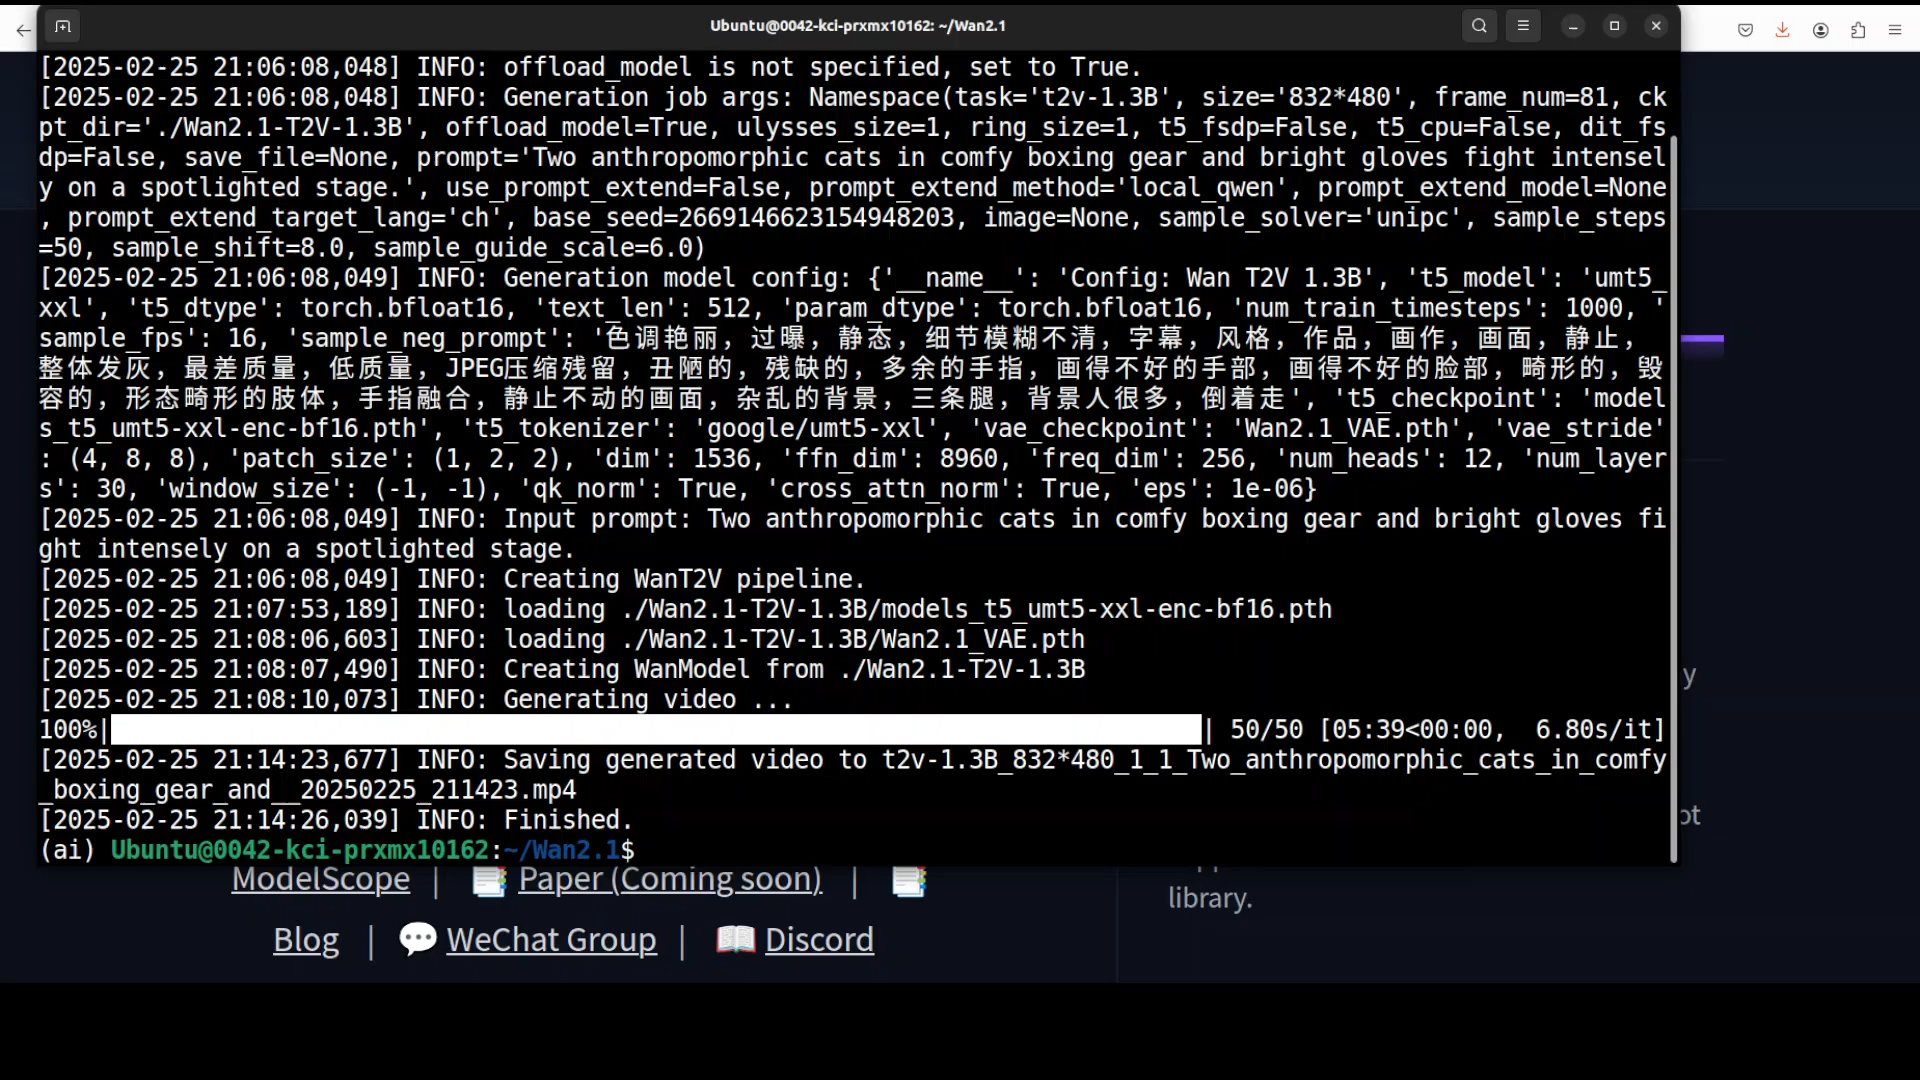 Ubuntu@0042-kci-prxmx10162: ~/Wan2.1
[2025-02-25 21:06:08,048] INFO: offload_model is not specified, set to True.
[2025-02-25 21:06:08,048] INFO: Generation job args: Namespace(task='t2v-1.3B', size='832*480', frame_num=81, ck
pt_dir='./Wan2.1-T2V-1.3B', offload_model=True, ulysses_size=1, ring_size=1, t5_fsdp=False, t5_cpu=False, dit_fs
dp=False, save_file=None, prompt='Two anthropomorphic cats in comfy boxing gear and bright gloves fight intensel
y on a spotlighted stage.', use_prompt_extend=False, prompt_extend_method='local_qwen', prompt_extend_model=None
, prompt_extend_target_lang='ch', base_seed=2669146623154948203, image=None, sample_solver='unipc', sample_steps
=50, sample_shift=8.0, sample_guide_scale=6.0)
[2025-02-25 21:06:08,049] INFO: Generation model config: {'__name__': 'Config: Wan T2V 1.3B', 't5_model': 'umt5_
xxl', 't5_dtype': torch.bfloat16, 'text_len': 512, 'param_dtype': torch.bfloat16, 'num_train_timesteps': 1000, '
sample_fps': 16, 'sample_neg_prompt': '色调艳丽，过曝，静态，细节模糊不清，字幕，风格，作品，画作，画面，静止，
整体发灰，最差质量，低质量，JPEG压缩残留，丑陋的，残缺的，多余的手指，画得不好的手部，画得不好的脸部，畸形的，毁
容的，形态畸形的肢体，手指融合，静止不动的画面，杂乱的背景，三条腿，背景人很多，倒着走', 't5_checkpoint': 'model
s_t5_umt5-xxl-enc-bf16.pth', 't5_tokenizer': 'google/umt5-xxl', 'vae_checkpoint': 'Wan2.1_VAE.pth', 'vae_stride'
: (4, 8, 8), 'patch_size': (1, 2, 2), 'dim': 1536, 'ffn_dim': 8960, 'freq_dim': 256, 'num_heads': 12, 'num_layer
s': 30, 'window_size': (-1, -1), 'qk_norm': True, 'cross_attn_norm': True, 'eps': 1e-06}
[2025-02-25 21:06:08,049] INFO: Input prompt: Two anthropomorphic cats in comfy boxing gear and bright gloves fi
ght intensely on a spotlighted stage.
[2025-02-25 21:06:08,049] INFO: Creating WanT2V pipeline.
[2025-02-25 21:07:53,189] INFO: loading ./Wan2.1-T2V-1.3B/models_t5_umt5-xxl-enc-bf16.pth
[2025-02-25 21:08:06,603] INFO: loading ./Wan2.1-T2V-1.3B/Wan2.1_VAE.pth
[2025-02-25 21:08:07,490] INFO: Creating WanModel from ./Wan2.1-T2V-1.3B
[2025-02-25 21:08:10,073] INFO: Generating video ...
100%| | 50/50 [05:39<00:00, 6.80s/it]
[2025-02-25 21:14:23,677] INFO: Saving generated video to t2v-1.3B_832*480_1_1_Two_anthropomorphic_cats_in_comfy
_boxing_gear_and__20250225_211423.mp4
[2025-02-25 21:14:26,039] INFO: Finished.
(ai) Ubuntu@0042-kci-prxmx10162:~/Wan2.1$
y
ot
ModelScope | 📑 Paper (Coming soon) | 📑
library.
Blog | 💬 WeChat Group | 📖 Discord